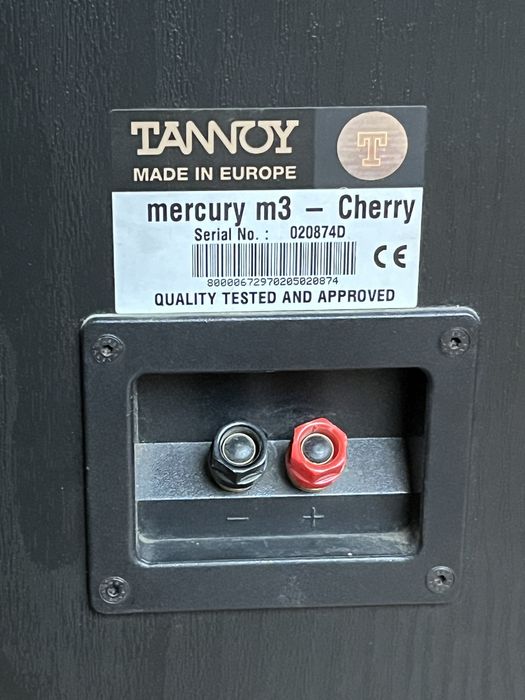 TANNOY
T
MADE IN EUROPE
mercury m3 – Cherry
Serial No. : 020874D
CE
80000672970205020874
QUALITY TESTED AND APPROVED
− +